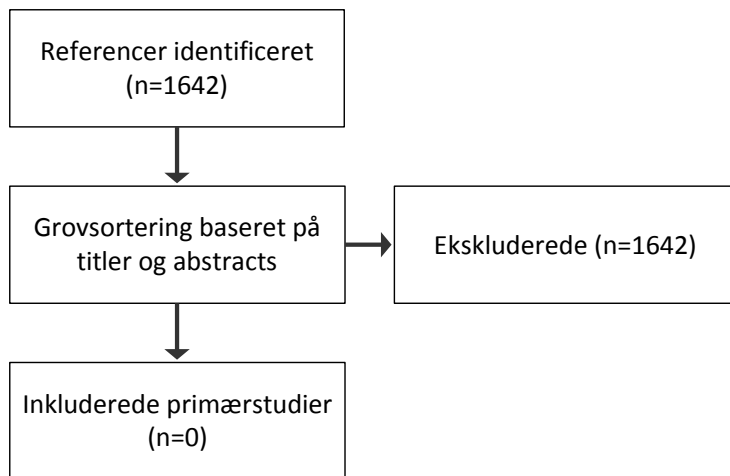 Referencer identificeret
(n=1642)
Grovsortering baseret på
titler og abstracts
Ekskluderede (n=1642)
Inkluderede primærstudier
(n=0)